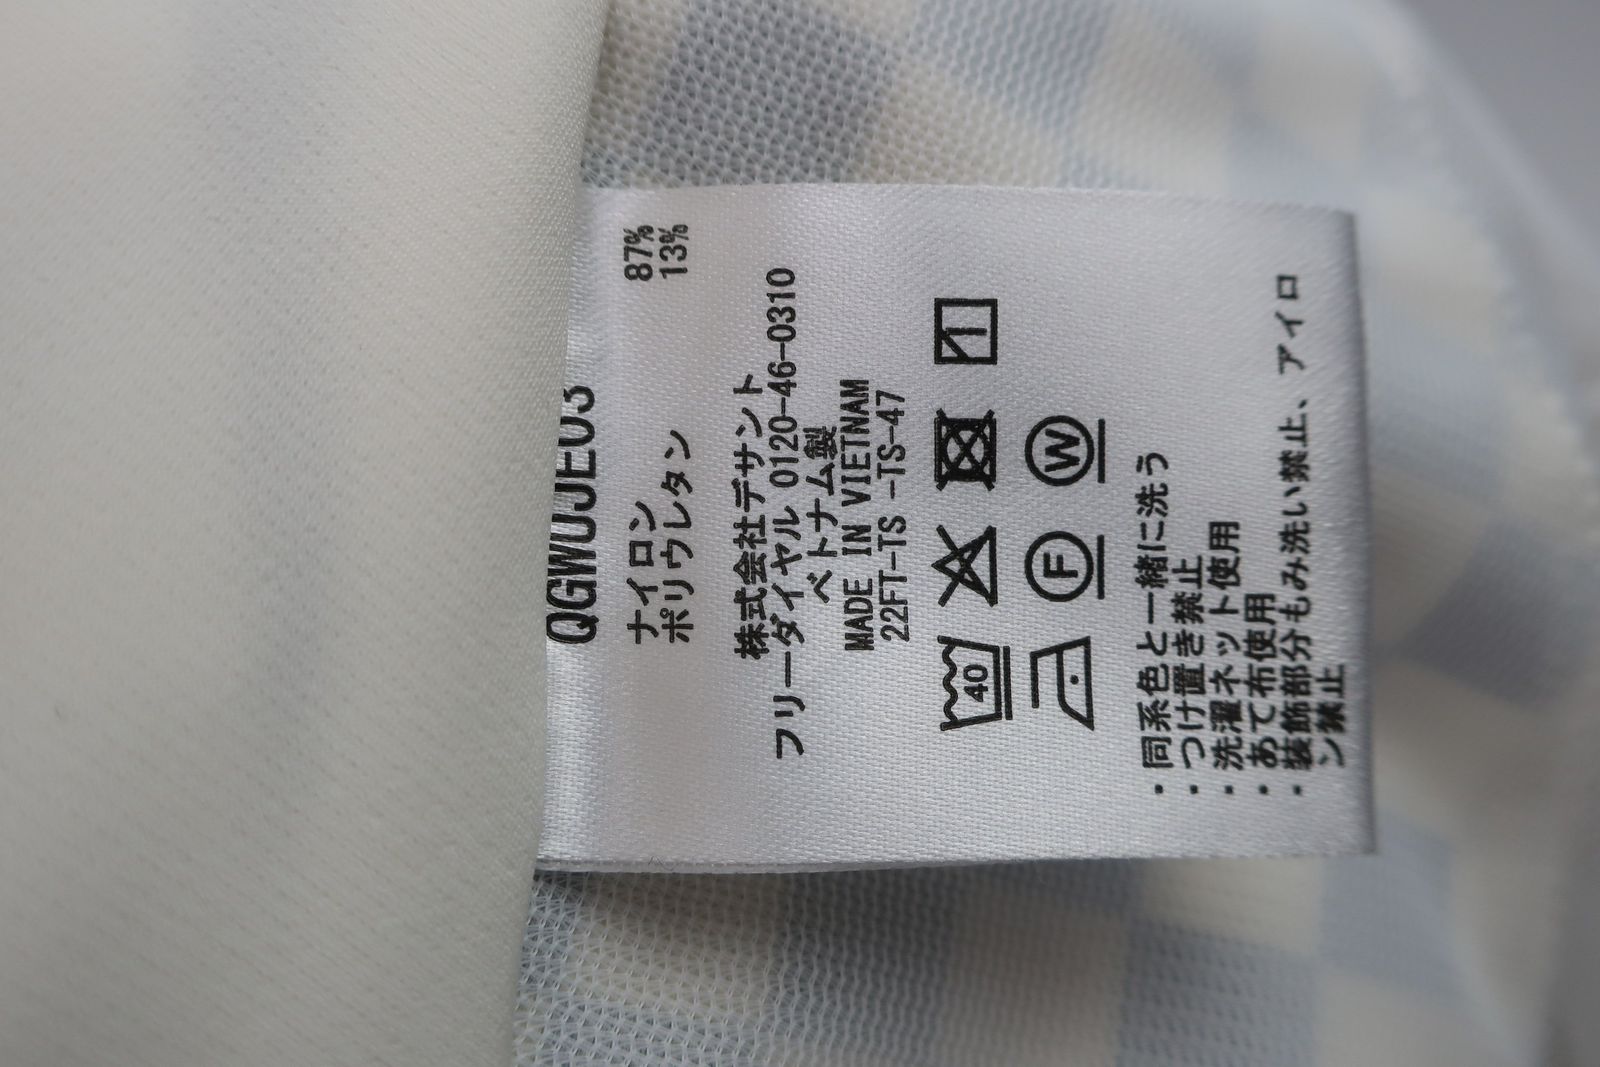 QGWUJE03
ナイロン 87%
ポリウレタン 13%
株式会社デサント
フリーダイヤル 0120-46-0310
ベトナム製
MADE IN VIETNAM
22FT-TS -TS-47
40
F W
・同系色と一緒に洗う
・つけ置き禁止
・洗濯ネット使用
・あて布使用
・装飾部分もみ洗い禁止、アイロ
ン禁止